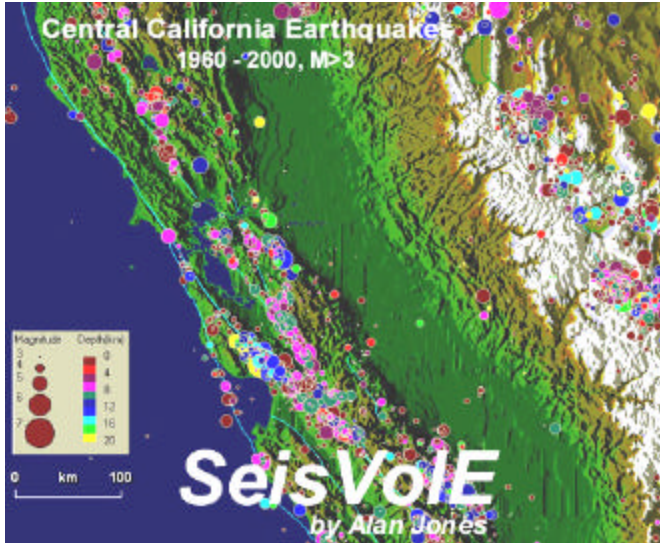 Central California Earthquakes
1960 - 2000, M>3
Magnitude Depth(km)
3 0
4 4
5 8
6 12
7 16
20
0 km 100
SeisVolE
by Alan Jones